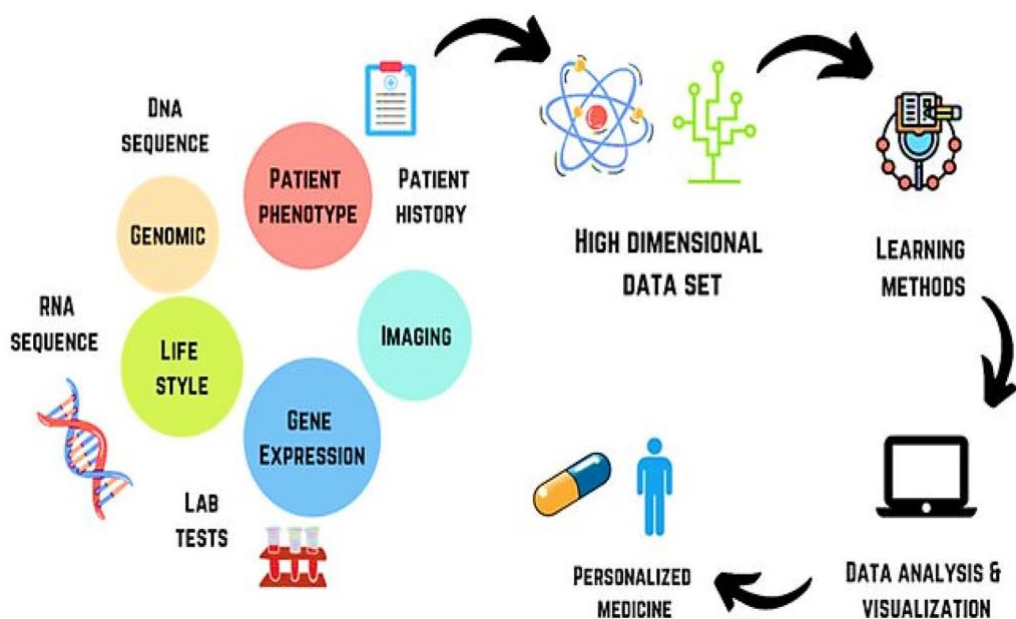 DNA
SEQUENCE
PATIENT
PHENOTYPE
PATIENT
HISTORY
GENOMIC
RNA
SEQUENCE
LIFE
STYLE
IMAGING
GENE
EXPRESSION
LAB
TESTS
HIGH DIMENSIONAL
DATA SET
LEARNING
METHODS
DATA ANALYSIS &
VISUALIZATION
PERSONALIZED
MEDICINE